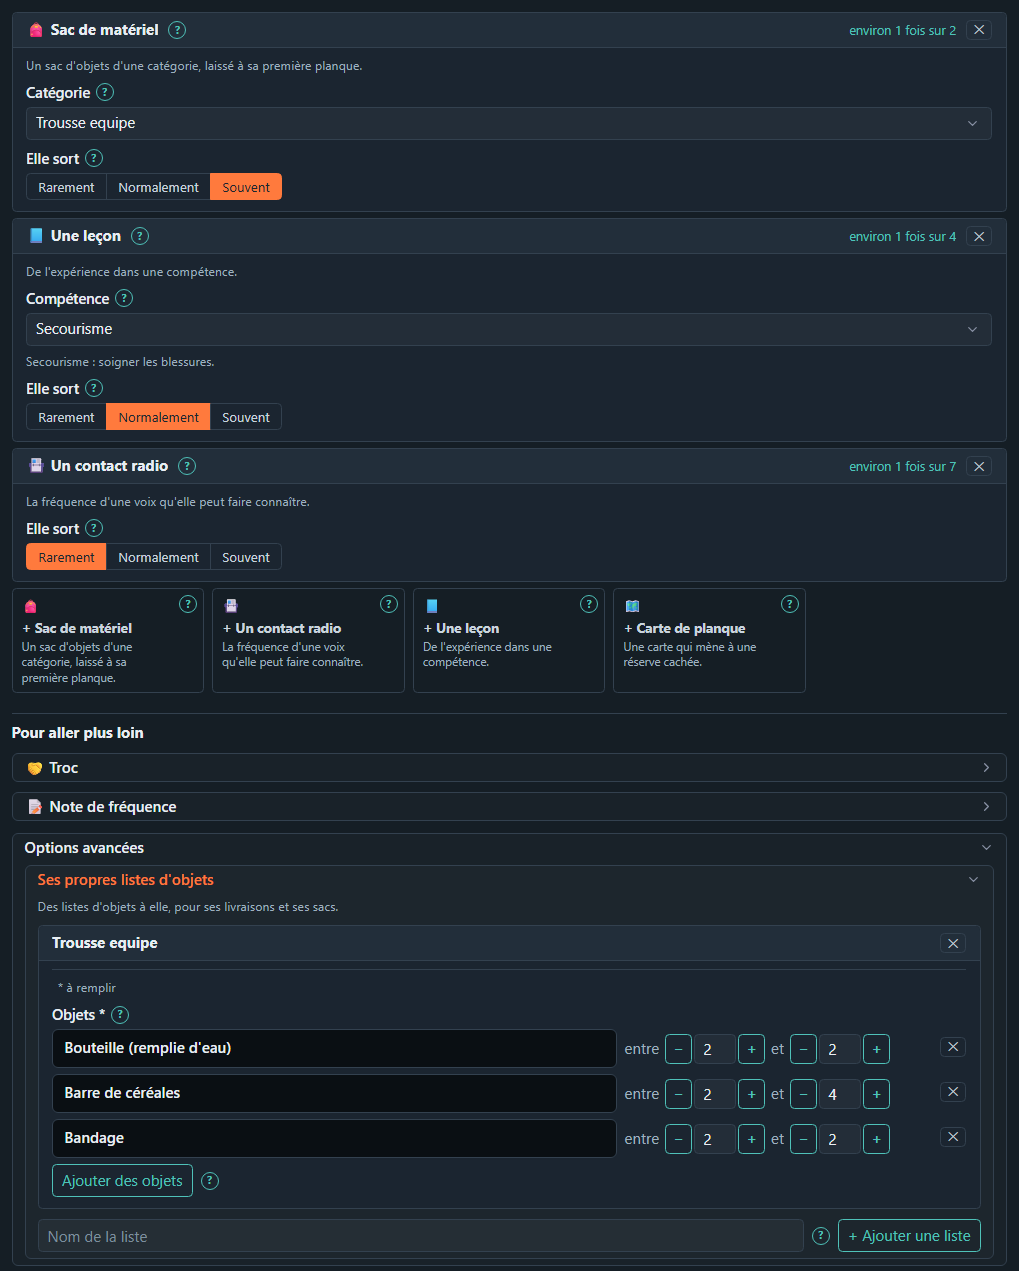 Sac de matériel ? environ 1 fois sur 2
Un sac d'objets d'une catégorie, laissé à sa première planque.
Catégorie ?
Trousse equipe
Elle sort ?
Rarement Normalement Souvent
Une leçon ? environ 1 fois sur 4
De l'expérience dans une compétence.
Compétence ?
Secourisme
Secourisme : soigner les blessures.
Elle sort ?
Rarement Normalement Souvent
Un contact radio ? environ 1 fois sur 7
La fréquence d'une voix qu'elle peut faire connaître.
Elle sort ?
Rarement Normalement Souvent
?
+ Sac de matériel
Un sac d'objets d'une
catégorie, laissé à sa
première planque.
?
+ Un contact radio
La fréquence d'une voix
qu'elle peut faire connaître.
?
+ Une leçon
De l'expérience dans une
compétence.
?
+ Carte de planque
Une carte qui mène à une
réserve cachée.
Pour aller plus loin
Troc
Note de fréquence
Options avancées
Ses propres listes d'objets
Des listes d'objets à elle, pour ses livraisons et ses sacs.
Trousse equipe
* à remplir
Objets * ?
Bouteille (remplie d'eau) entre − 2 + et − 2 +
Barre de céréales entre − 2 + et − 4 +
Bandage entre − 2 + et − 2 +
Ajouter des objets ?
Nom de la liste ? + Ajouter une liste